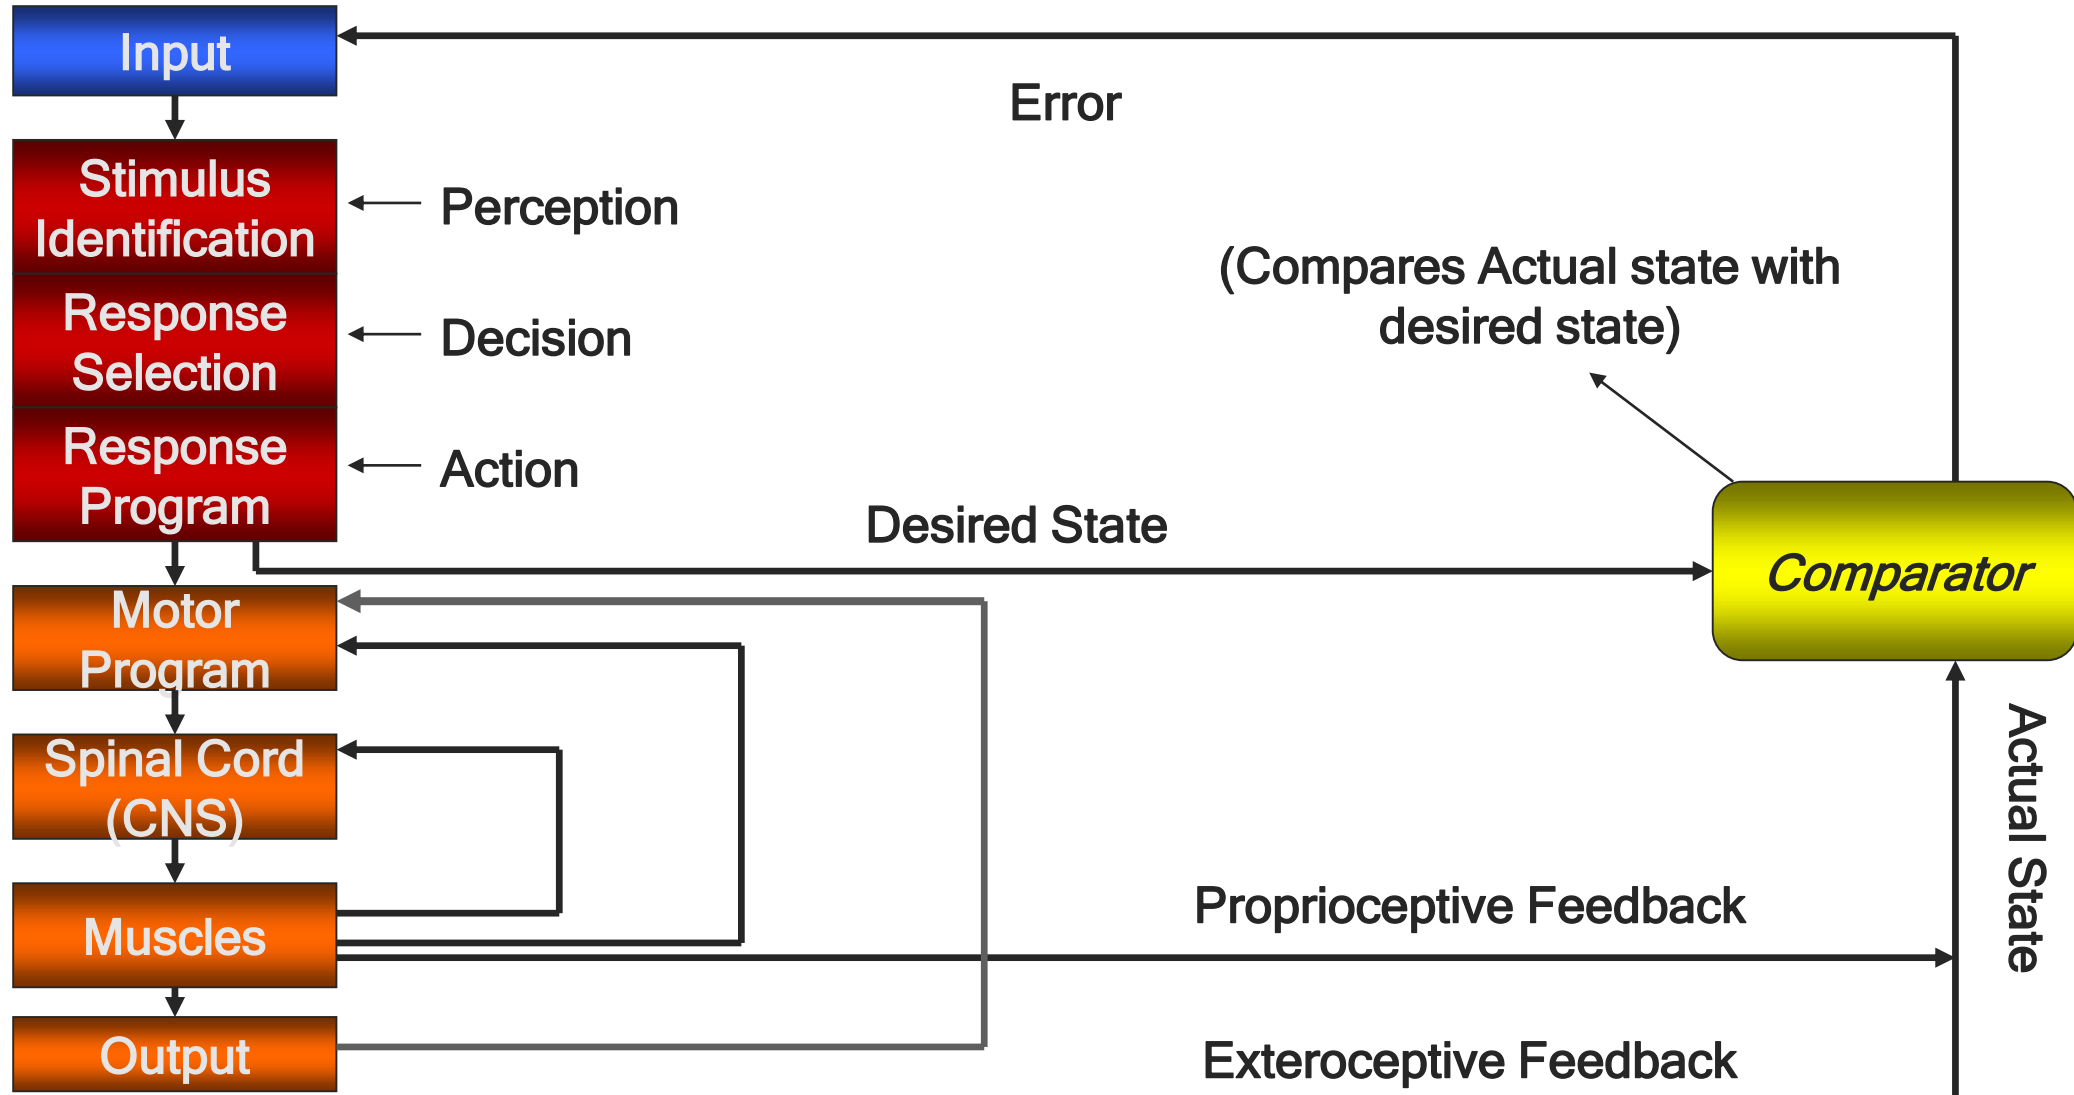 Input
Error
Stimulus
Identification
Perception
Response
Selection
Decision
(Compares Actual state with
desired state)
Response
Program
Action
Desired State
Comparator
Motor
Program
Spinal Cord
(CNS)
Actual State
Muscles
Proprioceptive Feedback
Output
Exteroceptive Feedback